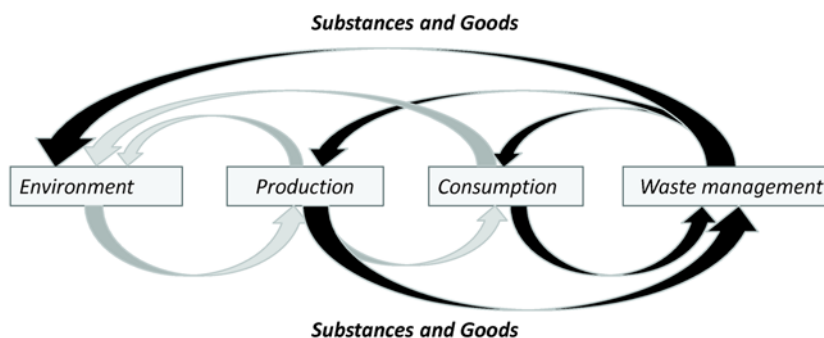 Substances and Goods
Environment
Production
Consumption
Waste management
Substances and Goods